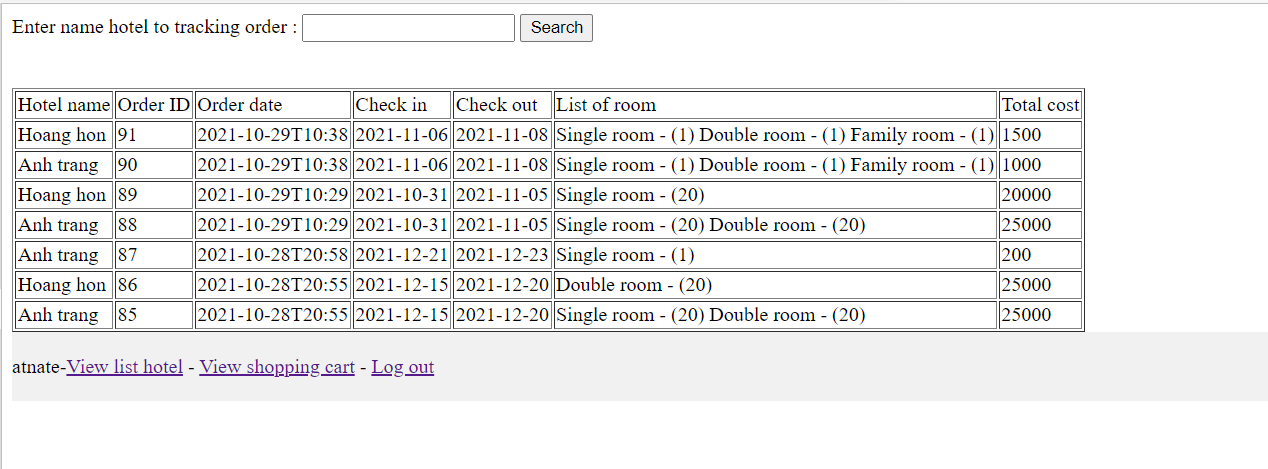 Enter name hotel to tracking order : Search
Hotel name Order ID Order date Check in Check out List of room Total cost
Hoang hon 91 2021-10-29T10:38 2021-11-06 2021-11-08 Single room - (1) Double room - (1) Family room - (1) 1500
Anh trang 90 2021-10-29T10:38 2021-11-06 2021-11-08 Single room - (1) Double room - (1) Family room - (1) 1000
Hoang hon 89 2021-10-29T10:29 2021-10-31 2021-11-05 Single room - (20) 20000
Anh trang 88 2021-10-29T10:29 2021-10-31 2021-11-05 Single room - (20) Double room - (20) 25000
Anh trang 87 2021-10-28T20:58 2021-12-21 2021-12-23 Single room - (1) 200
Hoang hon 86 2021-10-28T20:55 2021-12-15 2021-12-20 Double room - (20) 25000
Anh trang 85 2021-10-28T20:55 2021-12-15 2021-12-20 Single room - (20) Double room - (20) 25000
atnate-View list hotel - View shopping cart - Log out